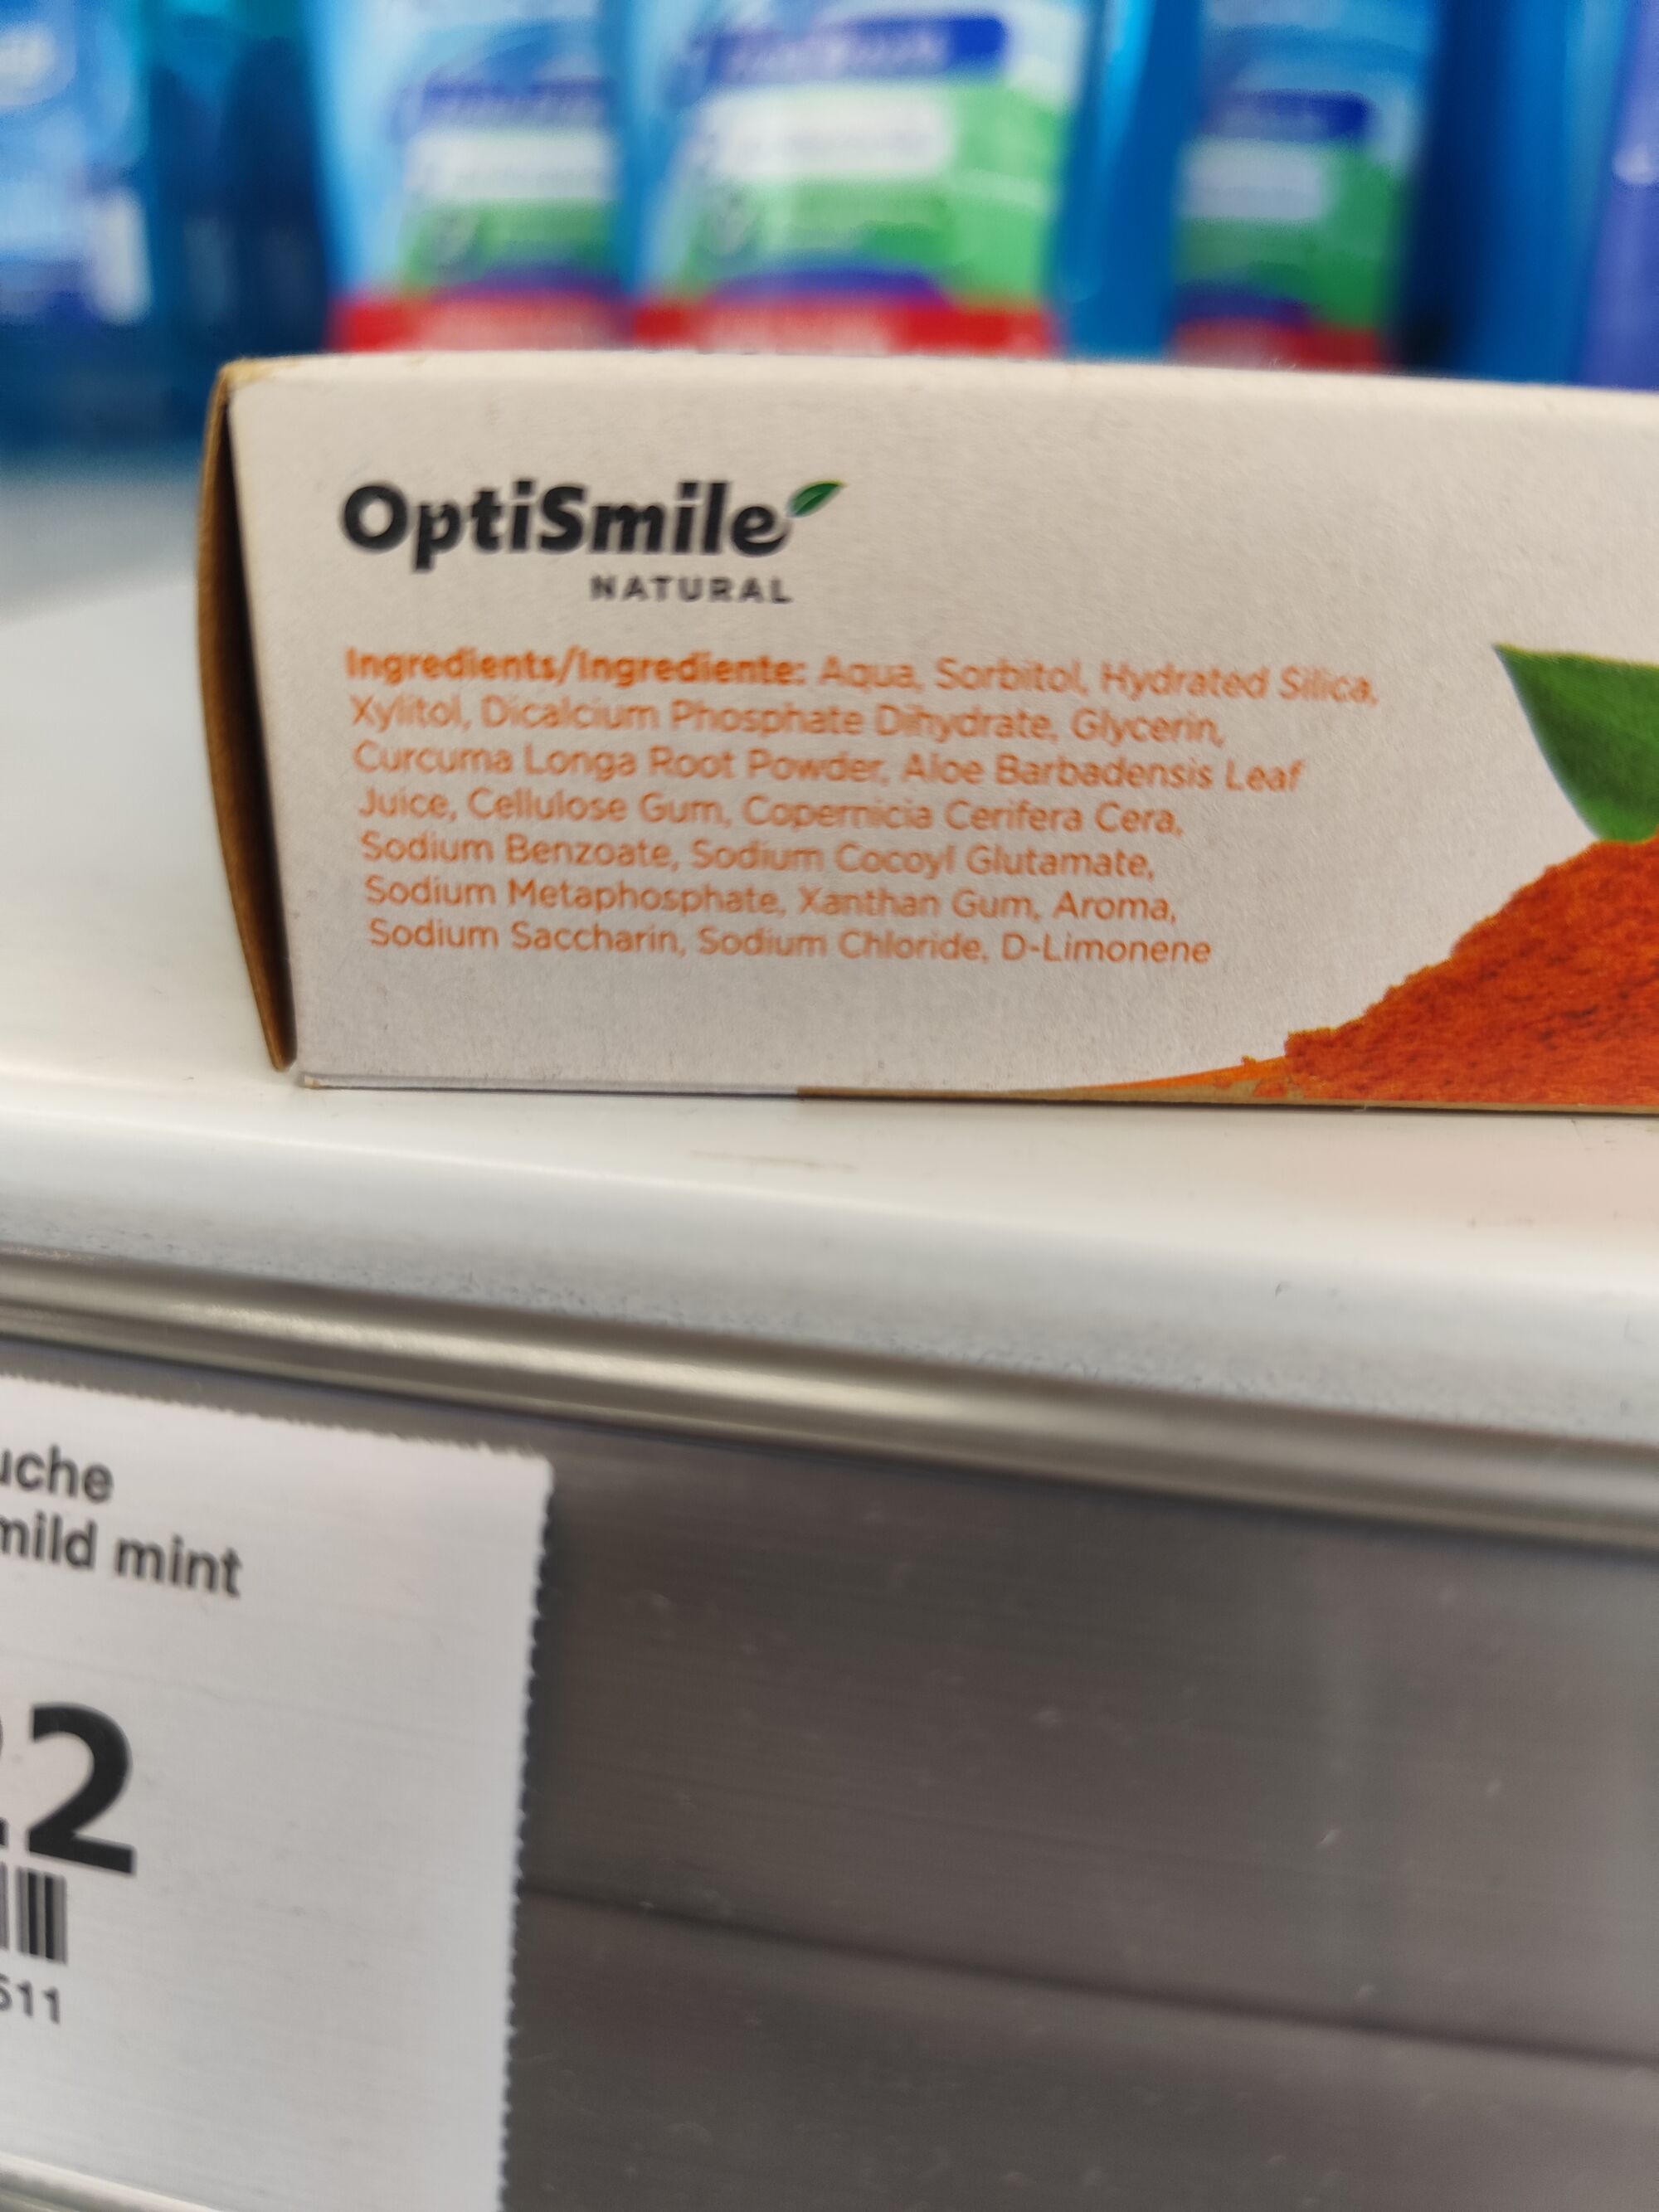 OptiSmile
NATURAL
Ingredients/Ingrediente: Aqua, Sorbitol, Hydrated Silica,
Xylitol, Dicalcium Phosphate Dihydrate, Glycerin,
Curcuma Longa Root Powder, Aloe Barbadensis Leaf
Juice, Cellulose Gum, Copernicia Cerifera Cera,
Sodium Benzoate, Sodium Cocoyl Glutamate,
Sodium Metaphosphate, Xanthan Gum, Aroma,
Sodium Saccharin, Sodium Chloride, D-Limonene
uche
mild mint
22
511